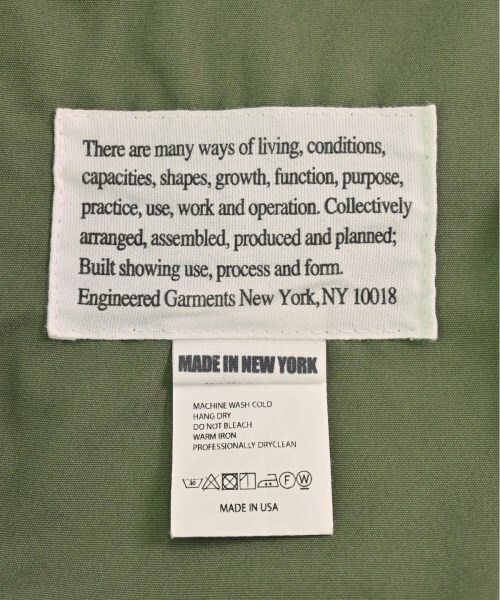 There are many ways of living, conditions,
capacities, shapes, growth, function, purpose,
practice, use, work and operation. Collectively
arranged, assembled, produced and planned;
Built showing use, process and form.
Engineered Garments New York, NY 10018
MADE IN NEW YORK
MACHINE WASH COLD
HANG DRY
DO NOT BLEACH
WARM IRON
PROFESSIONALLY DRYCLEAN
30 F W
MADE IN USA